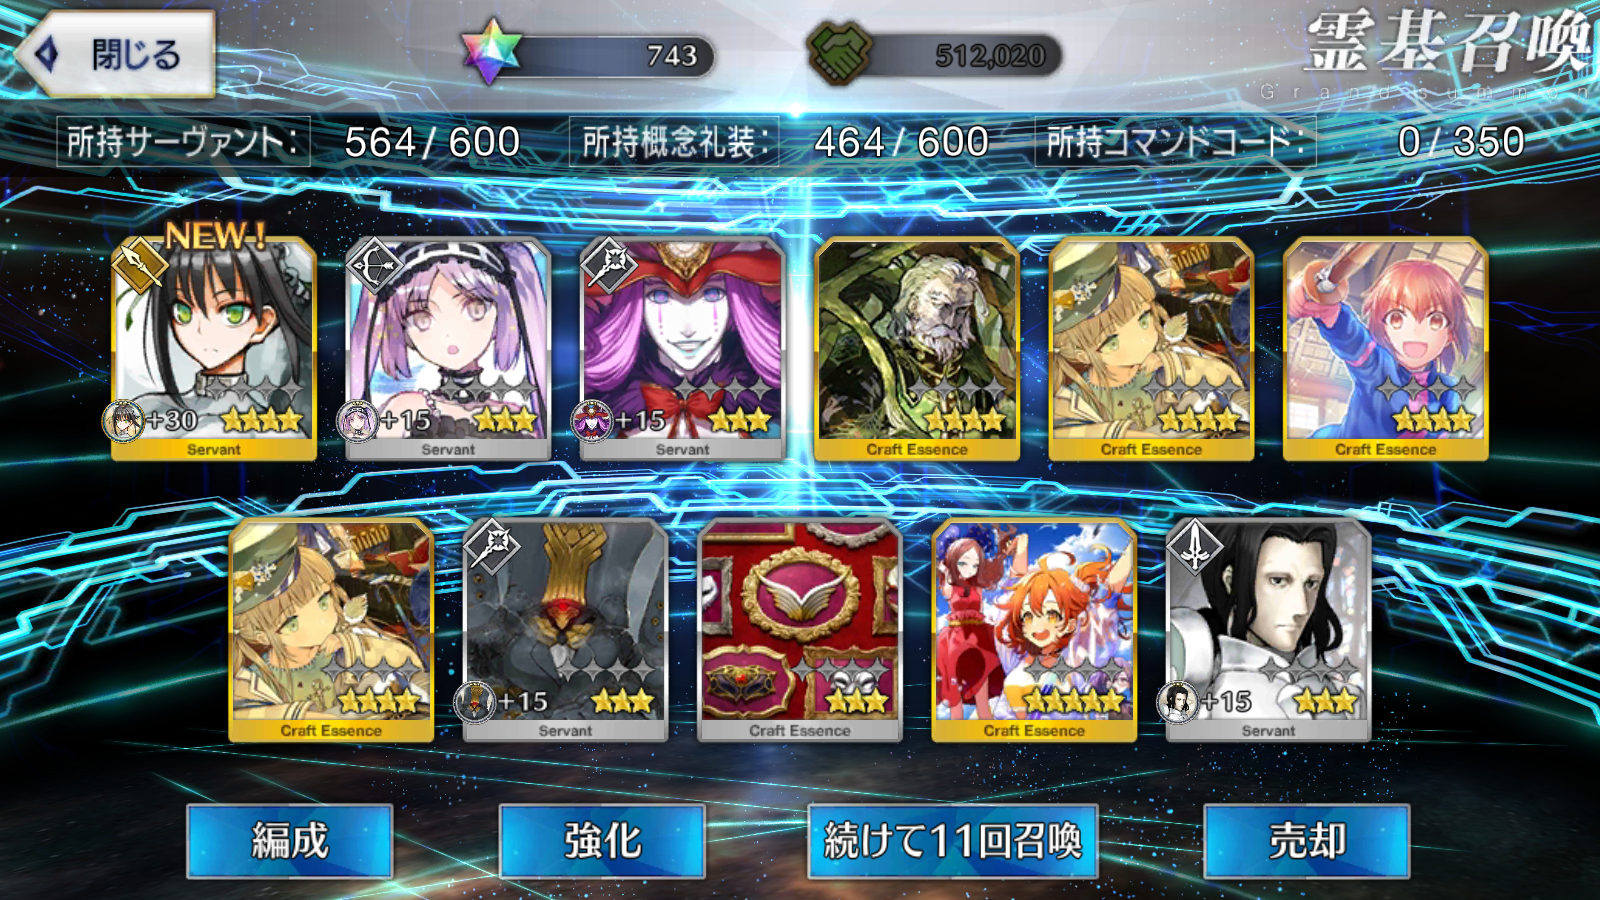 閉じる
743
512,020
霊基召喚
Grand summon
所持サーヴァント:
564/600
所持概念礼装:
464/600
所持コマンドコード:
0/350
NEW!
+30
Servant
+15
Servant
+15
Servant
Craft Essence
Craft Essence
Craft Essence
Craft Essence
+15
Servant
Craft Essence
Craft Essence
+15
Servant
編成
強化
続けて11回召喚
売却